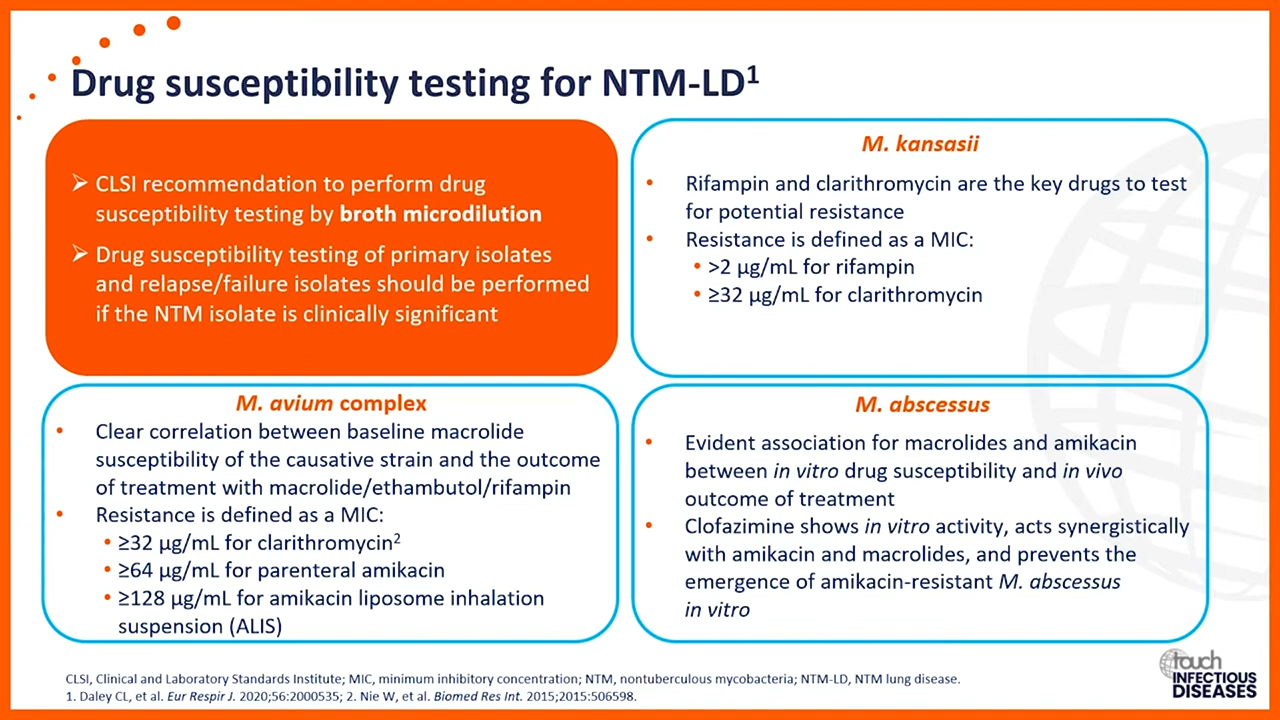 Drug susceptibility testing for NTM-LD¹
➢ CLSI recommendation to perform drug
susceptibility testing by broth microdilution
➢ Drug susceptibility testing of primary isolates
and relapse/failure isolates should be performed
if the NTM isolate is clinically significant
M. kansasii
• Rifampin and clarithromycin are the key drugs to test
for potential resistance
• Resistance is defined as a MIC:
• >2 µg/mL for rifampin
• ≥32 µg/mL for clarithromycin
M. avium complex
• Clear correlation between baseline macrolide
susceptibility of the causative strain and the outcome
of treatment with macrolide/ethambutol/rifampin
• Resistance is defined as a MIC:
• ≥32 µg/mL for clarithromycin²
• ≥64 µg/mL for parenteral amikacin
• ≥128 µg/mL for amikacin liposome inhalation
suspension (ALIS)
M. abscessus
• Evident association for macrolides and amikacin
between in vitro drug susceptibility and in vivo
outcome of treatment
• Clofazimine shows in vitro activity, acts synergistically
with amikacin and macrolides, and prevents the
emergence of amikacin-resistant M. abscessus
in vitro
CLSI, Clinical and Laboratory Standards Institute; MIC, minimum inhibitory concentration; NTM, nontuberculous mycobacteria; NTM-LD, NTM lung disease.
1. Daley CL, et al. Eur Respir J. 2020;56:2000535; 2. Nie W, et al. Biomed Res Int. 2015;2015:506598.
touch
INFECTIOUS
DISEASES